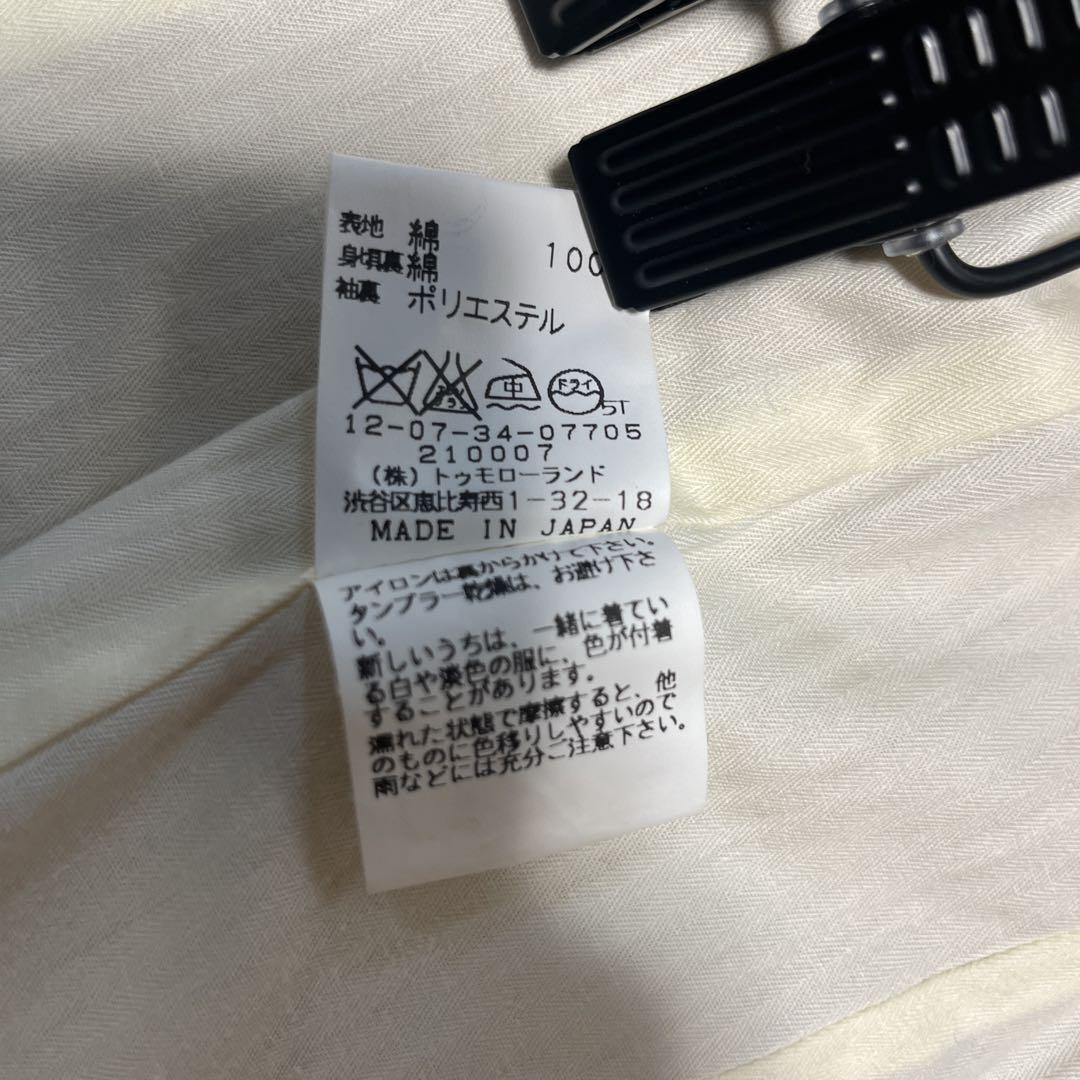 表地 綿 100
身頃裏 綿
袖裏 ポリエステル
中 ドライ
12-07-34-07705
210007
(株)トゥモローランド
渋谷区恵比寿西1-32-18
MADE IN JAPAN
アイロンは裏からかけて下さい。
タンブラー乾燥は、お避け下さ
い。
新しいうちは、一緒に着てい
る白や淡色の服に、色が付着
することがあります。
濡れた状態で摩擦すると、他
のものに色移りしやすいので
雨などには充分ご注意下さい。